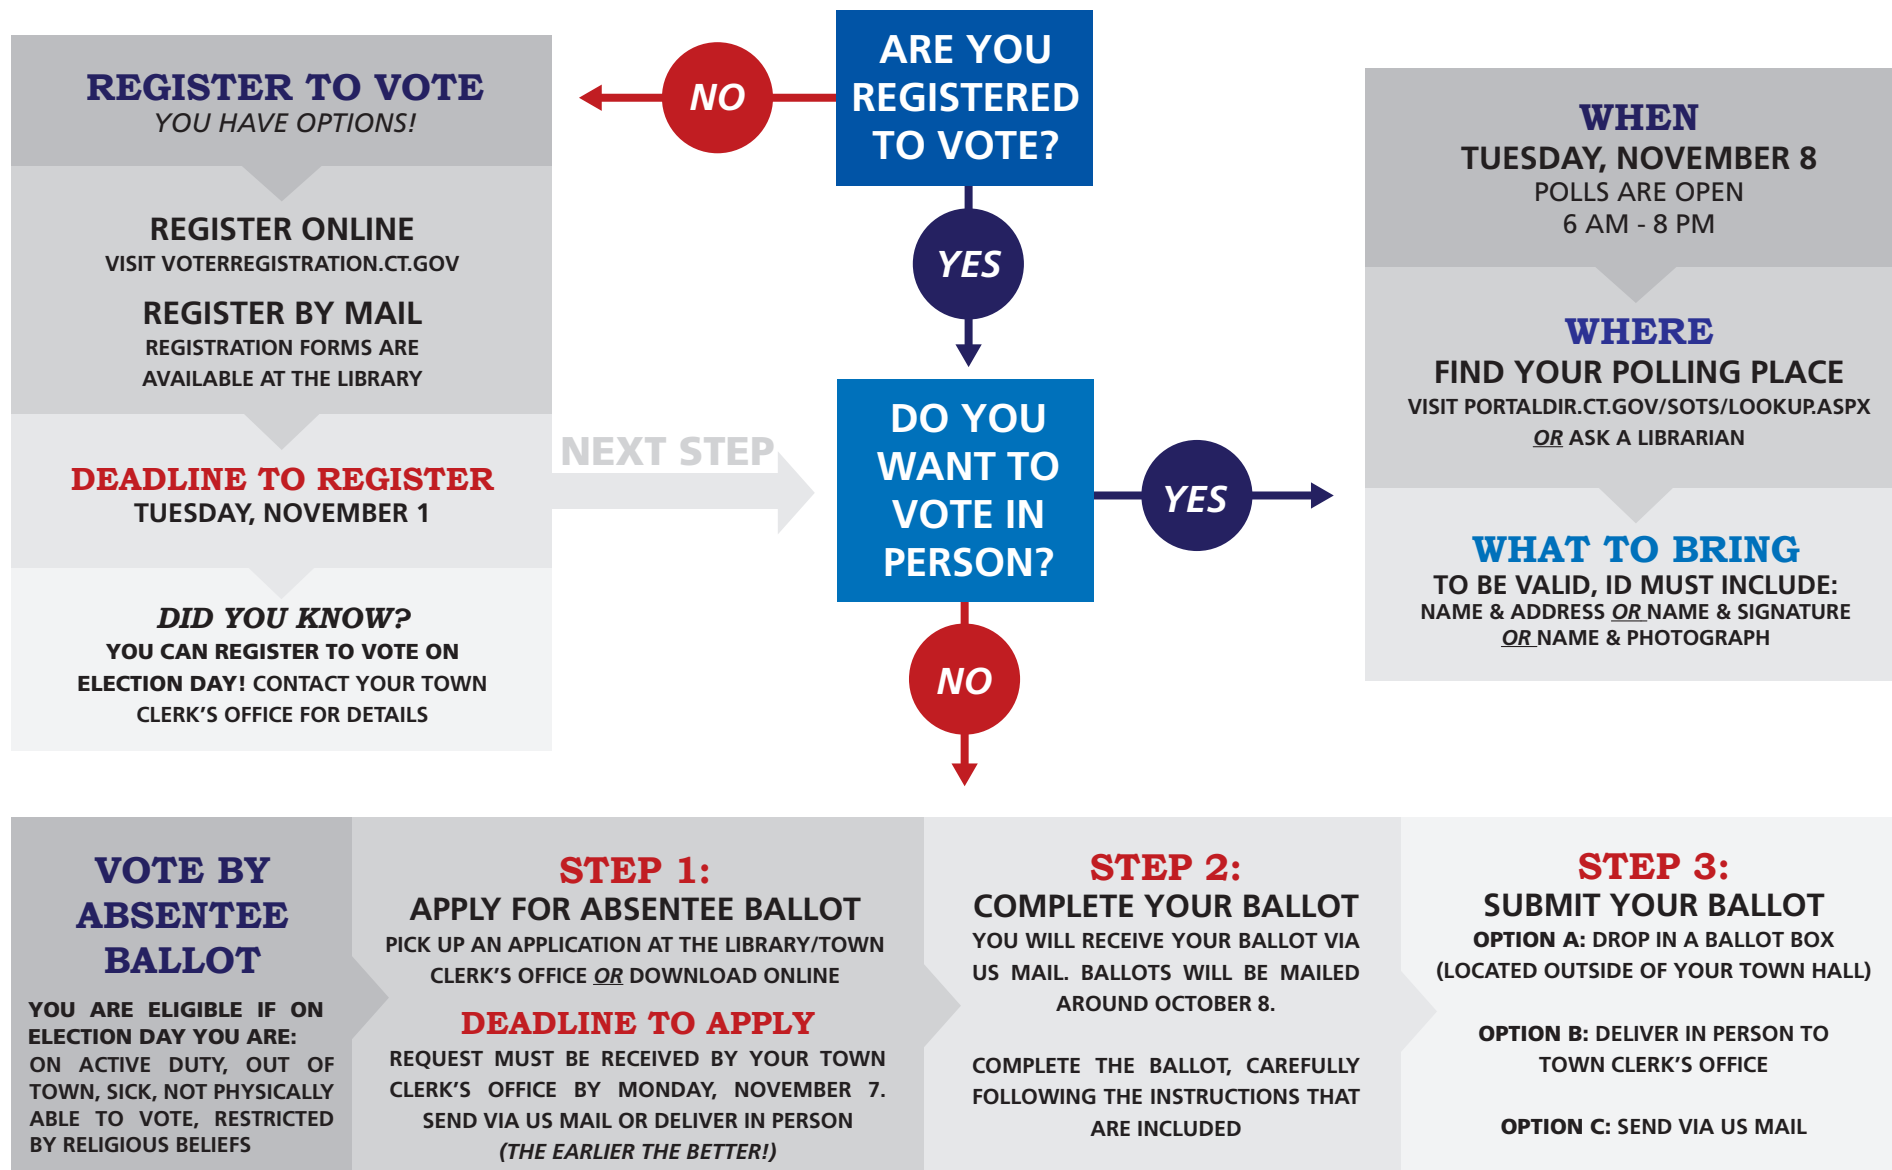 ARE YOU
REGISTERED
TO VOTE?
NO
YES
REGISTER TO VOTE
YOU HAVE OPTIONS!
REGISTER ONLINE
VISIT VOTERREGISTRATION.CT.GOV
REGISTER BY MAIL
REGISTRATION FORMS ARE
AVAILABLE AT THE LIBRARY
DEADLINE TO REGISTER
TUESDAY, NOVEMBER 1
DID YOU KNOW?
YOU CAN REGISTER TO VOTE ON
ELECTION DAY! CONTACT YOUR TOWN
CLERK'S OFFICE FOR DETAILS
NEXT STEP
DO YOU
WANT TO
VOTE IN
PERSON?
YES
NO
WHEN
TUESDAY, NOVEMBER 8
POLLS ARE OPEN
6 AM - 8 PM
WHERE
FIND YOUR POLLING PLACE
VISIT PORTALDIR.CT.GOV/SOTS/LOOKUP.ASPX
OR ASK A LIBRARIAN
WHAT TO BRING
TO BE VALID, ID MUST INCLUDE:
NAME & ADDRESS OR NAME & SIGNATURE
OR NAME & PHOTOGRAPH
VOTE BY
ABSENTEE
BALLOT
YOU ARE ELIGIBLE IF ON
ELECTION DAY YOU ARE:
ON ACTIVE DUTY, OUT OF
TOWN, SICK, NOT PHYSICALLY
ABLE TO VOTE, RESTRICTED
BY RELIGIOUS BELIEFS
STEP 1:
APPLY FOR ABSENTEE BALLOT
PICK UP AN APPLICATION AT THE LIBRARY/TOWN
CLERK'S OFFICE OR DOWNLOAD ONLINE
DEADLINE TO APPLY
REQUEST MUST BE RECEIVED BY YOUR TOWN
CLERK'S OFFICE BY MONDAY, NOVEMBER 7.
SEND VIA US MAIL OR DELIVER IN PERSON
(THE EARLIER THE BETTER!)
STEP 2:
COMPLETE YOUR BALLOT
YOU WILL RECEIVE YOUR BALLOT VIA
US MAIL. BALLOTS WILL BE MAILED
AROUND OCTOBER 8.
COMPLETE THE BALLOT, CAREFULLY
FOLLOWING THE INSTRUCTIONS THAT
ARE INCLUDED
STEP 3:
SUBMIT YOUR BALLOT
OPTION A: DROP IN A BALLOT BOX
(LOCATED OUTSIDE OF YOUR TOWN HALL)
OPTION B: DELIVER IN PERSON TO
TOWN CLERK'S OFFICE
OPTION C: SEND VIA US MAIL